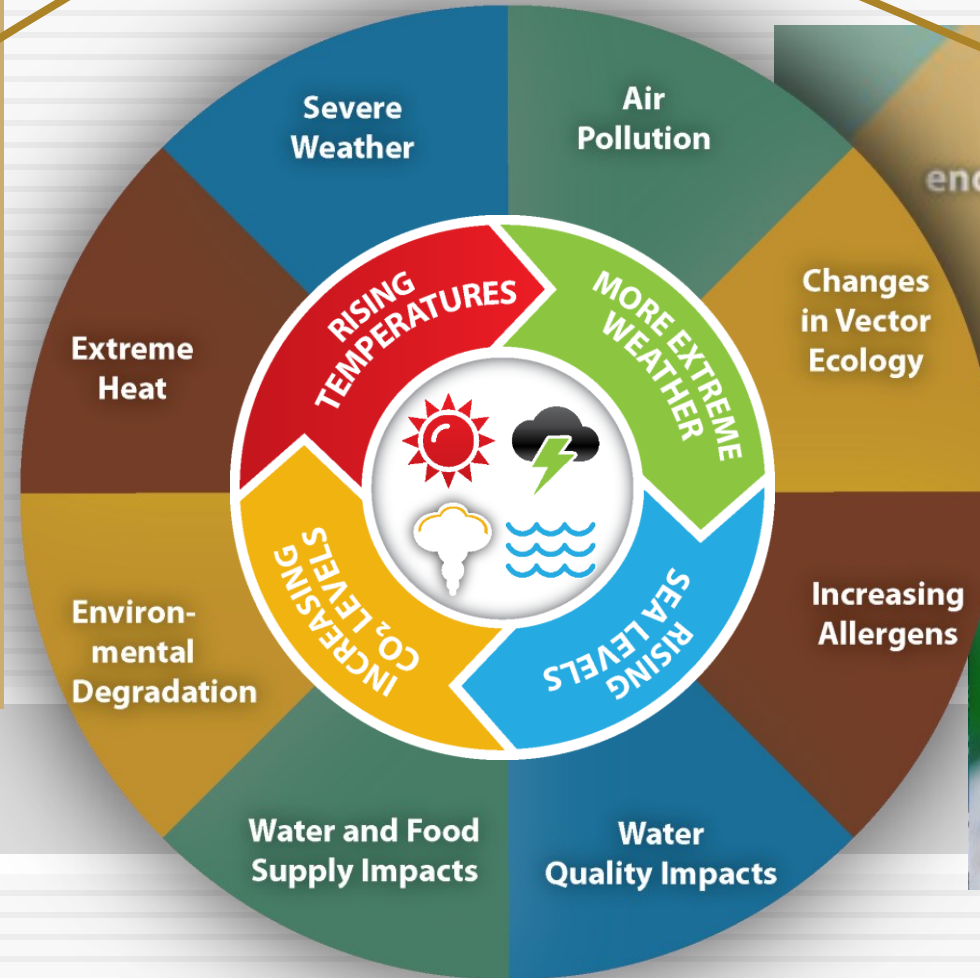 Severe
Weather
Air
Pollution
Changes
in Vector
Ecology
Increasing
Allergens
Water
Quality Impacts
Water and Food
Supply Impacts
Environ-
mental
Degradation
Extreme
Heat
RISING
TEMPERATURES
MORE EXTREME
WEATHER
RISING
SEA LEVELS
INCREASING
CO₂ LEVELS